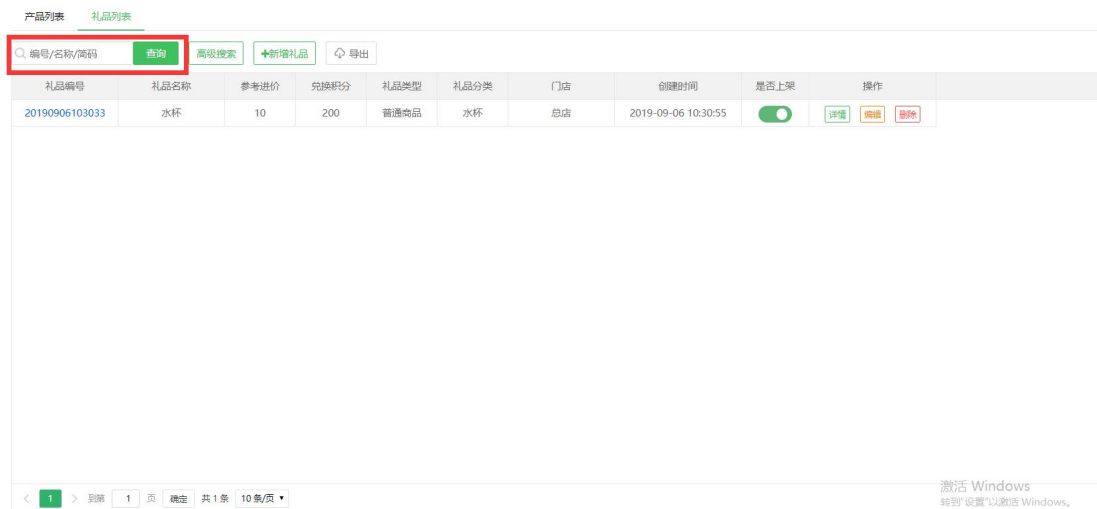 产品列表 礼品列表
编号/名称/简码 查询 高级搜索 +新增礼品 导出
礼品编号 礼品名称 参考进价 兑换积分 礼品类型 礼品分类 门店 创建时间 是否上架 操作
20190906103033 水杯 10 200 普通商品 水杯 总店 2019-09-06 10:30:55 详情 编辑 删除
激活 Windows
< 1 > 到第 1 页 确定 共 1 条 10 条/页
转到"设置"以激活 Windows。